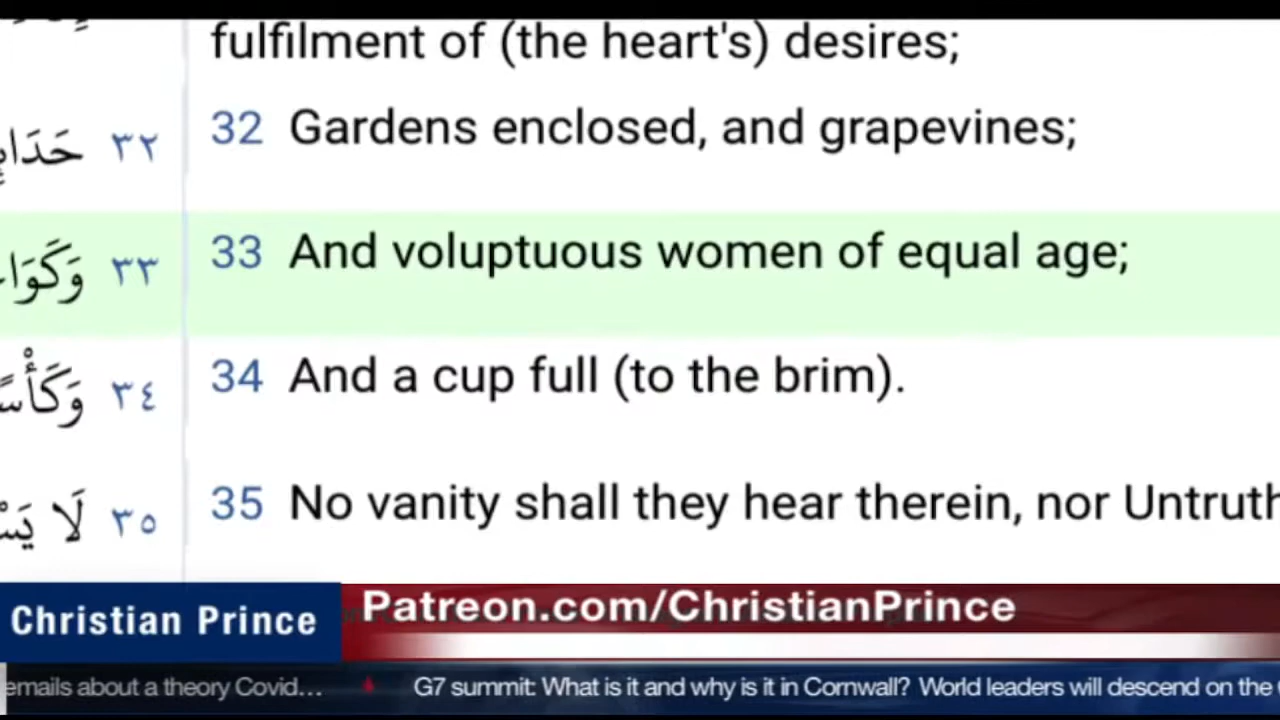 fulfilment of (the heart's) desires;
٣٢
32 Gardens enclosed, and grapevines;
٣٣
33 And voluptuous women of equal age;
٣٤
34 And a cup full (to the brim).
لَا ٣٥
35 No vanity shall they hear therein, nor Untruth
Christian Prince
Patreon.com/ChristianPrince
emails about a theory Covid... G7 summit: What is it and why is it in Cornwall? World leaders will descend on the